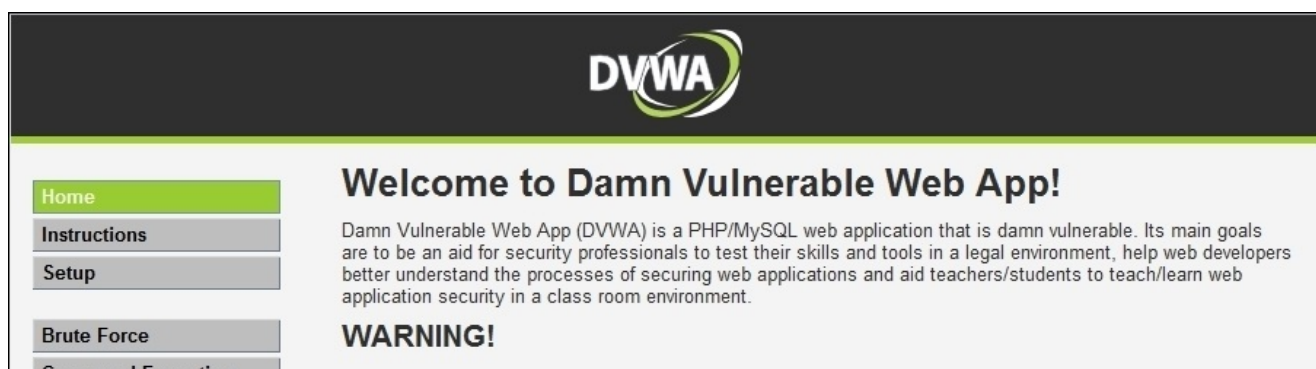 DVWA
Home
Instructions
Setup
Brute Force
Welcome to Damn Vulnerable Web App!
Damn Vulnerable Web App (DVWA) is a PHP/MySQL web application that is damn vulnerable. Its main goals
are to be an aid for security professionals to test their skills and tools in a legal environment, help web developers
better understand the processes of securing web applications and aid teachers/students to teach/learn web
application security in a class room environment.
WARNING!